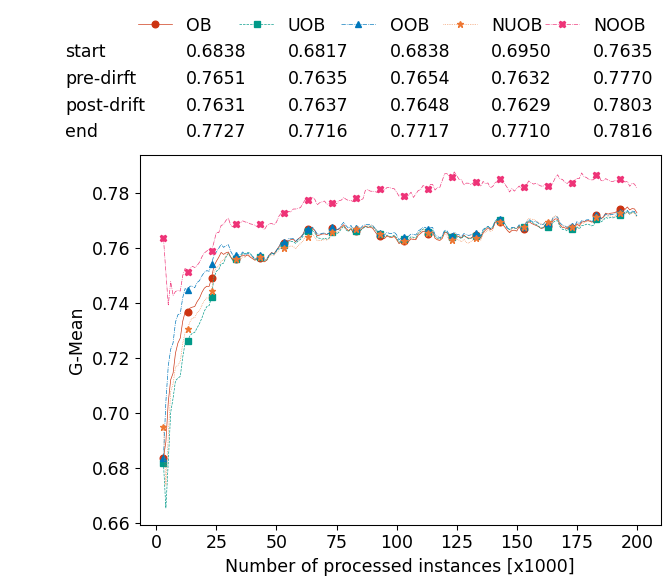 OB UOB OOB NUOB NOOB
start 0.6838 0.6817 0.6838 0.6950 0.7635
pre-dirft 0.7651 0.7635 0.7654 0.7632 0.7770
post-drift 0.7631 0.7637 0.7648 0.7629 0.7803
end 0.7727 0.7716 0.7717 0.7710 0.7816
0.78
0.76
0.74
0.72
0.70
0.68
0.66
G-Mean
0 25 50 75 100 125 150 175 200
Number of processed instances [x1000]